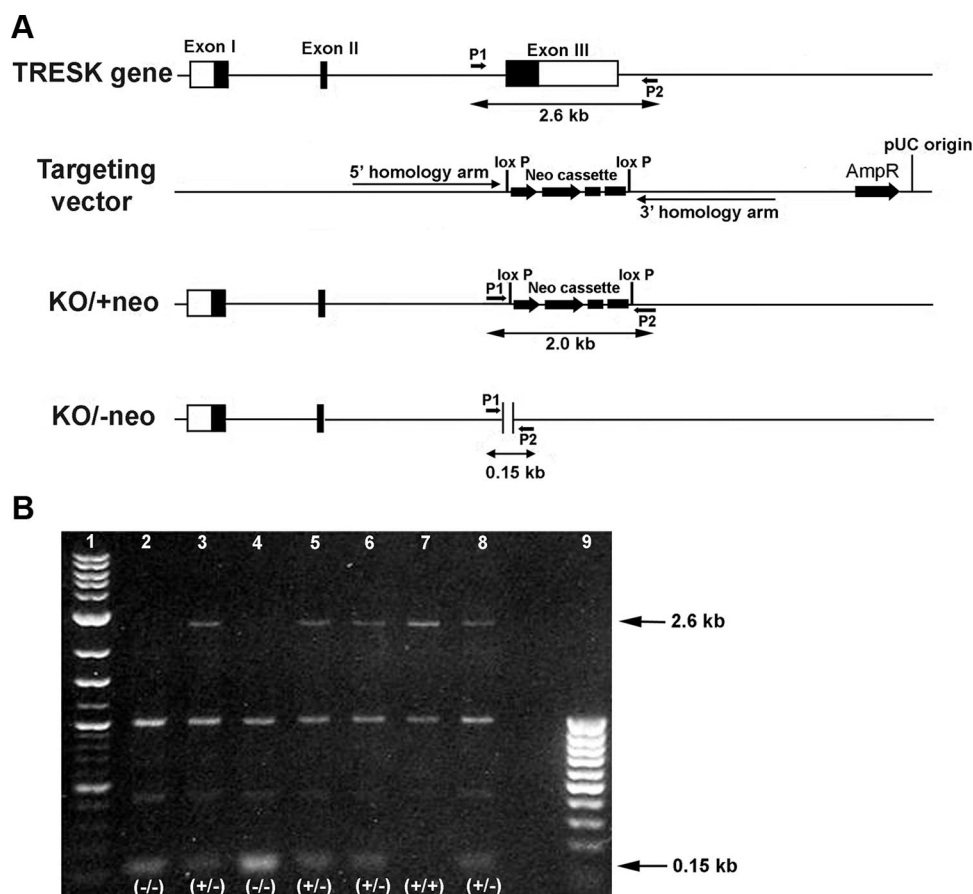 A
Exon I Exon II P1 Exon III
TRESK gene
P2
2.6 kb
pUC origin
Targeting vector
5’ homology arm
lox P lox P
Neo cassette
AmpR
3’ homology arm
KO/+neo
P1 lox P lox P
Neo cassette
P2
2.0 kb
KO/-neo
P1
P2
0.15 kb
B
1 2 3 4 5 6 7 8 9
2.6 kb
0.15 kb
(-/-) (+/-) (-/-) (+/-) (+/-) (+/+) (+/-)